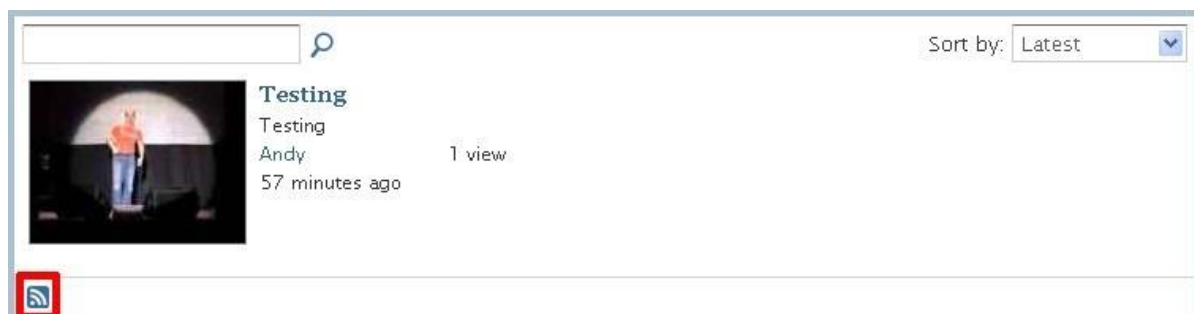 Sort by: Latest
Testing
Testing
Andy 1 view
57 minutes ago